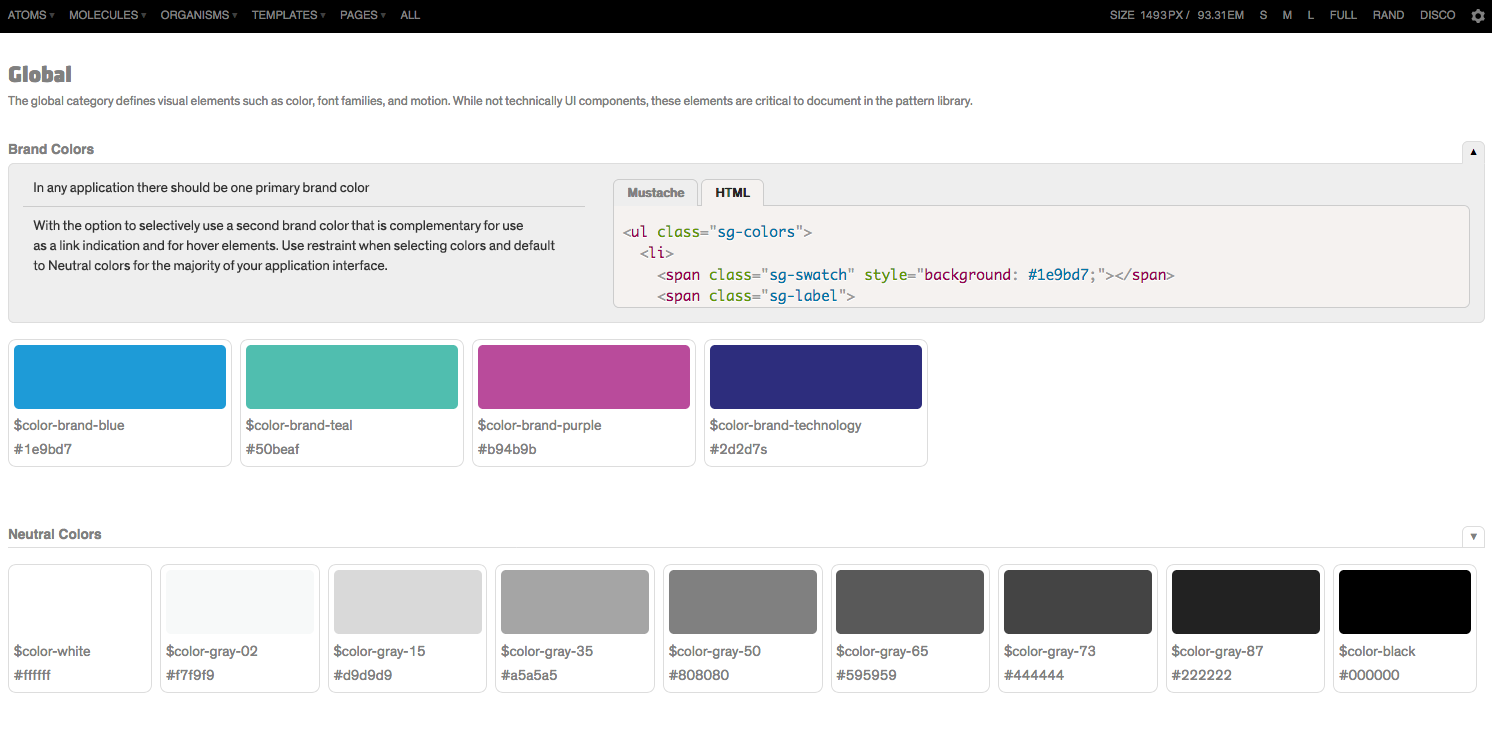 ATOMS▾ MOLECULES▾ ORGANISMS▾ TEMPLATES▾ PAGES▾ ALL SIZE 1493PX / 93.31EM S M L FULL RAND DISCO
Global
The global category defines visual elements such as color, font families, and motion. While not technically UI components, these elements are critical to document in the pattern library.
Brand Colors
▲
In any application there should be one primary brand color
With the option to selectively use a second brand color that is complementary for use
as a link indication and for hover elements. Use restraint when selecting colors and default
to Neutral colors for the majority of your application interface.
Mustache HTML
<ul class="sg-colors">
<li>
<span class="sg-swatch" style="background: #1e9bd7;"></span>
<span class="sg-label">
$color-brand-blue $color-brand-teal $color-brand-purple $color-brand-technology
#1e9bd7 #50beaf #b94b9b #2d2d7s
Neutral Colors
▼
$color-white $color-gray-02 $color-gray-15 $color-gray-35 $color-gray-50 $color-gray-65 $color-gray-73 $color-gray-87 $color-black
#ffffff #f7f9f9 #d9d9d9 #a5a5a5 #808080 #595959 #444444 #222222 #000000